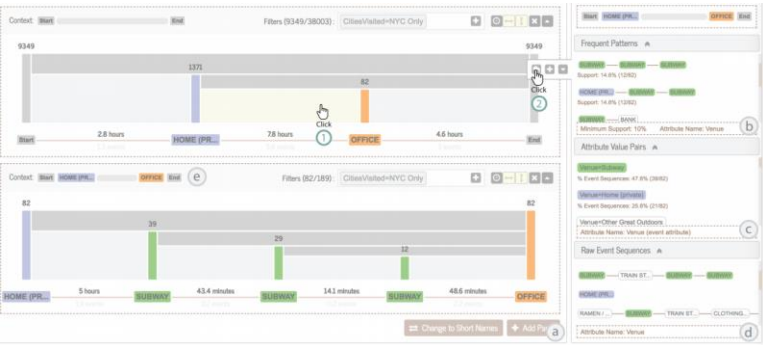 Context Start HOME (PR... End Filters (9349/38003): CitiesVisited=NYC Only
9349 9349
1371
82
Click
2
Click
1
2.8 hours 7.8 hours 4.6 hours
Start HOME (PR... OFFICE End
Context Start HOME (PR... OFFICE End e Filters (82/189): CitiesVisited=NYC Only
82 82
39
29
12
5 hours 43.4 minutes 14.1 minutes 48.6 minutes
HOME (PR... SUBWAY SUBWAY SUBWAY OFFICE
Change to Short Names + Add a
Start HOME (PR... OFFICE End
Frequent Patterns
SUBWAY SUBWAY SUBWAY
Support: 14.6% (12/82)
HOME (PR... SUBWAY SUBWAY
Support: 14.6% (12/82)
SUBWAY BANK
Minimum Support: 10% Attribute Name: Venue b
Attribute Value Pairs
Venue=Subway
% Event Sequences: 47.6% (39/82)
Venue=Home (private)
% Event Sequences: 25.6% (21/82)
Venue=Other Great Outdoors
Attribute Name: Venue (event attribute) c
Raw Event Sequences
SUBWAY TRAIN ST... SUBWAY SUBWAY
HOME (PR...
RAMEN /... SUBWAY TRAIN ST... CLOTHING...
Attribute Name: Venue d